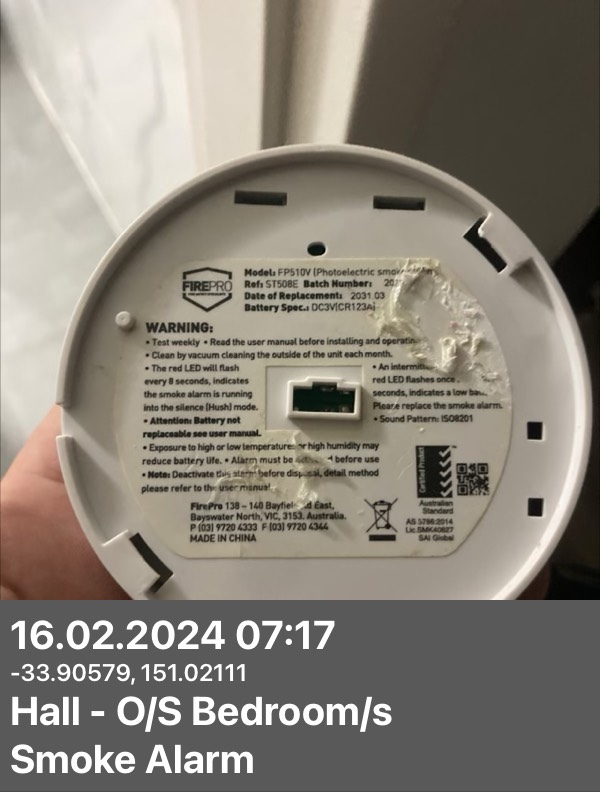 FIREPRO
Model: FP510V (Photoelectric
Ref: ST508E Batch Number:
Date of Replacement: 2031.03
Battery Spec.: DC3V(CR123A)
WARNING:
• Test weekly • Read the user manual before installing and
• Clean by vacuum cleaning the outside of the unit each month.
• The red LED will flash
every 8 seconds, indicates
the smoke alarm is running
into the silence (Hush) mode.
• Attention: Battery not
replaceable see user manual.
• An
red LED flashes once
seconds, indicates a low
Please replace the smoke alarm.
• Sound Pattern: ISO8201
• Exposure to high or low temperatures or high humidity may
reduce battery life. • Alarm must be before use
• Note: Deactivate this alarm before disposal, detail method
please refer to the user manual.
FirePro 138 – 140 East,
Bayswater North, VIC, 3153. Australia.
P (03) 9720 4333 F (03) 9720 4344
MADE IN CHINA
Certified Product
Australian
Standard
AS 3786:2014
Lic.SMK40827
SAI Global
16.02.2024 07:17
-33.90579, 151.02111
Hall - O/S Bedroom/s
Smoke Alarm